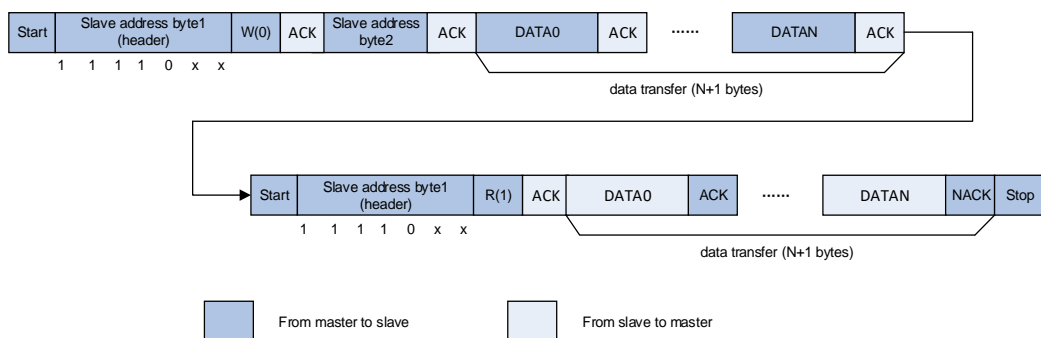 Start
Slave address byte1
(header)
W(0)
ACK
Slave address
byte2
ACK
DATA0
ACK
......
DATAN
ACK
1 1 1 1 0 x x
data transfer (N+1 bytes)
Start
Slave address byte1
(header)
R(1)
ACK
DATA0
ACK
......
DATAN
NACK
Stop
1 1 1 1 0 x x
data transfer (N+1 bytes)
From master to slave
From slave to master